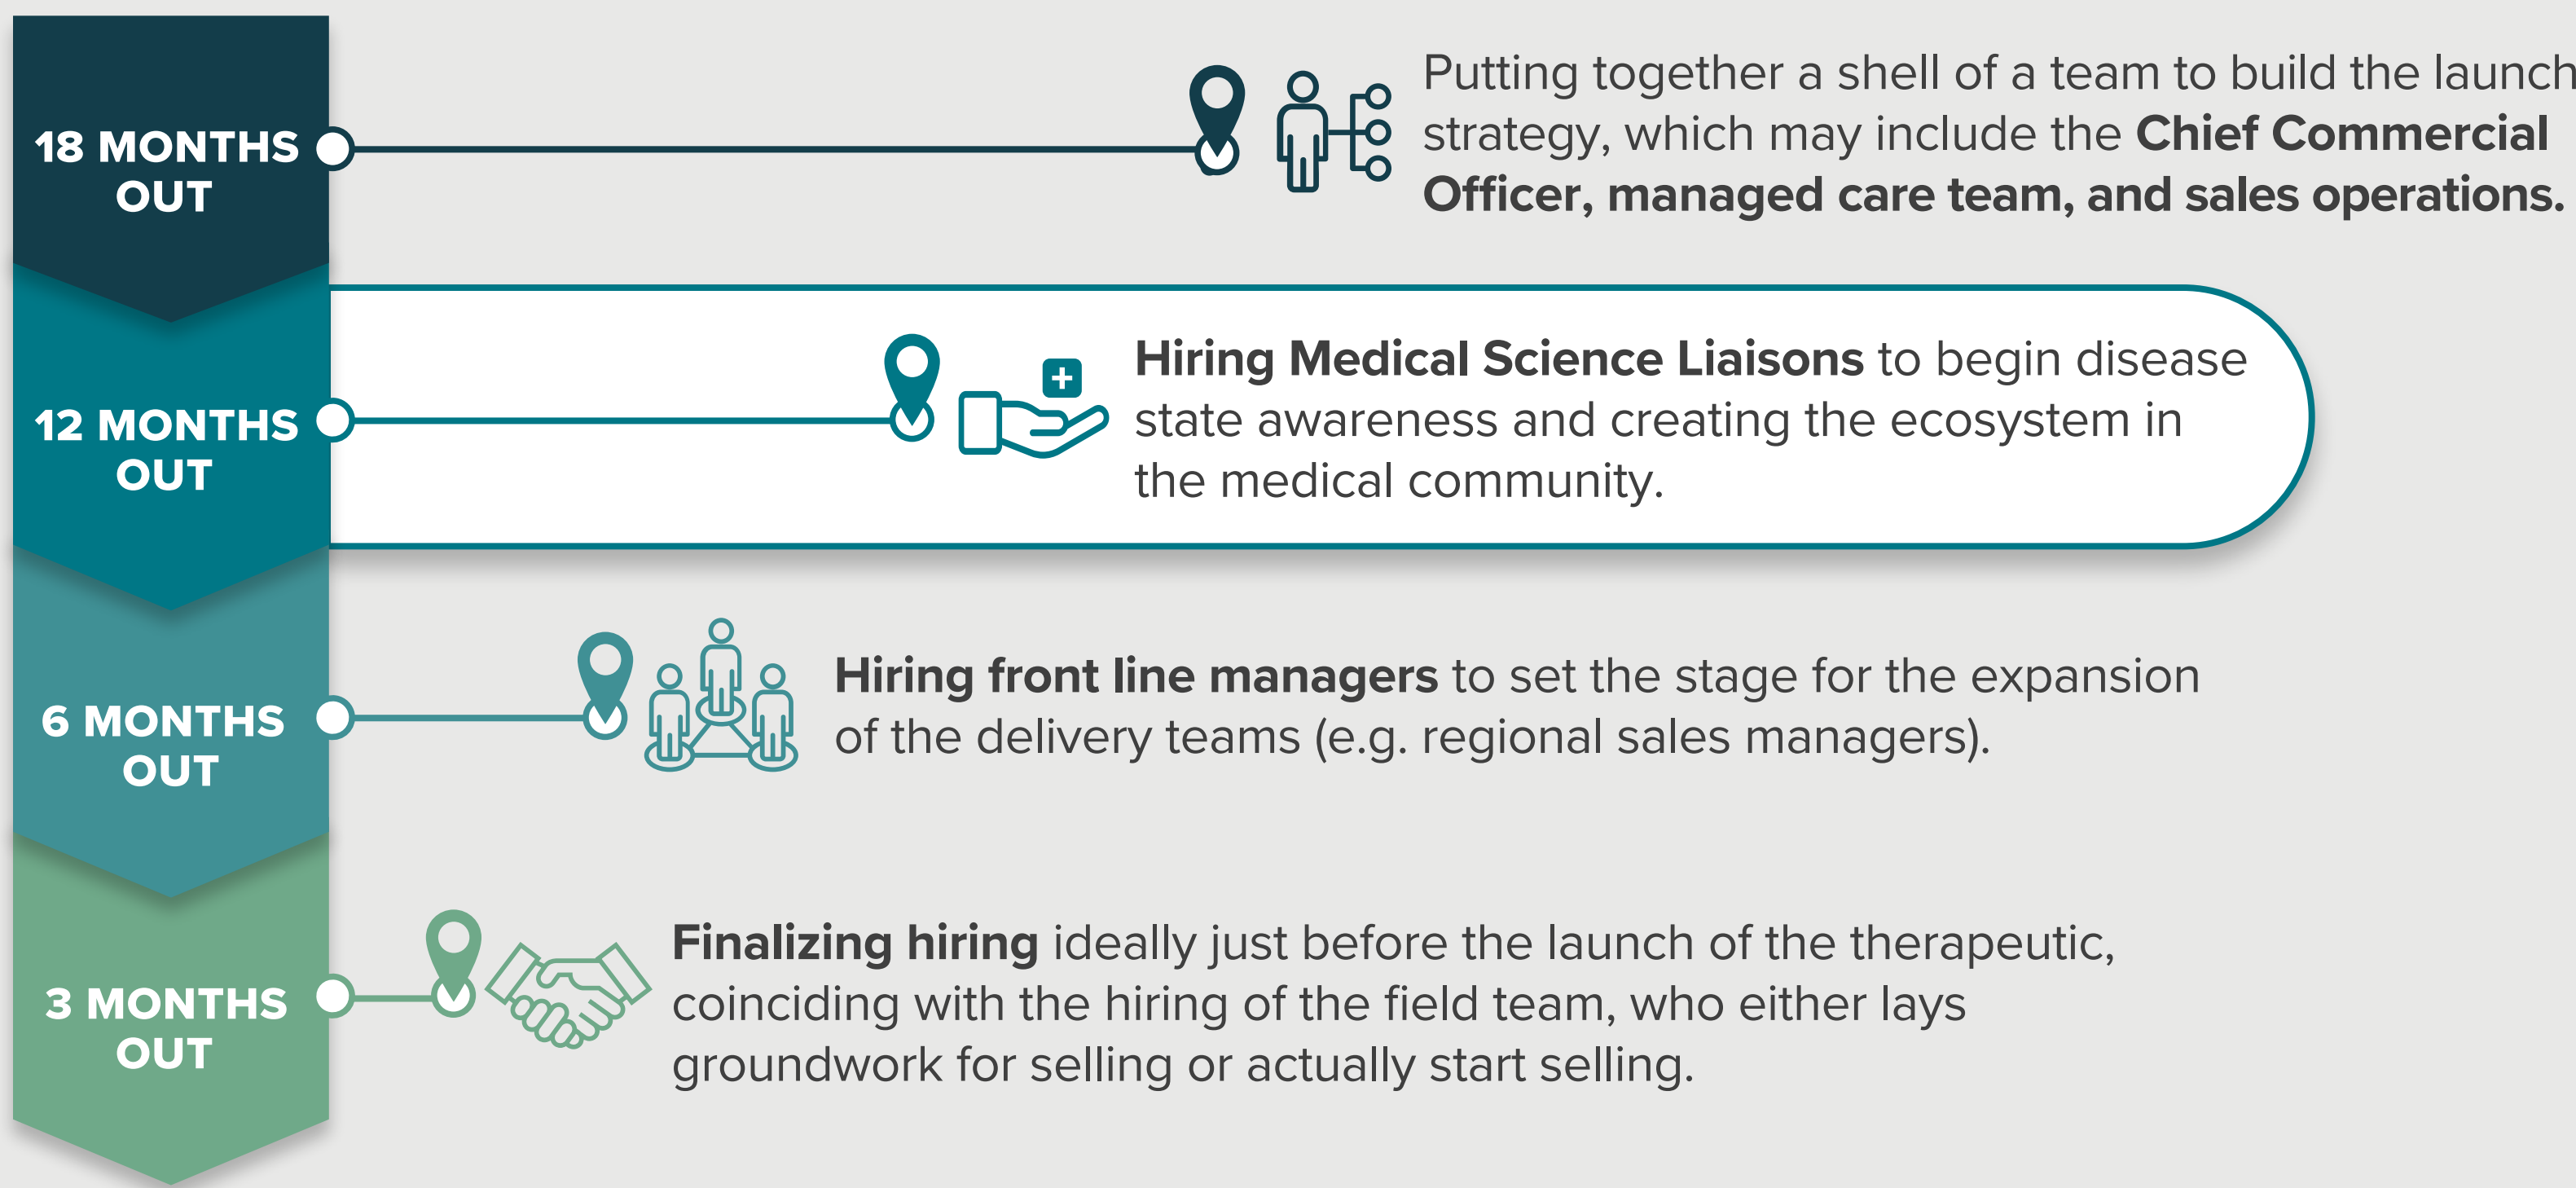 18 MONTHS
OUT
Putting together a shell of a team to build the launch
strategy, which may include the Chief Commercial
Officer, managed care team, and sales operations.
12 MONTHS
OUT
Hiring Medical Science Liaisons to begin disease
state awareness and creating the ecosystem in
the medical community.
6 MONTHS
OUT
Hiring front line managers to set the stage for the expansion
of the delivery teams (e.g. regional sales managers).
3 MONTHS
OUT
Finalizing hiring ideally just before the launch of the therapeutic,
coinciding with the hiring of the field team, who either lays
groundwork for selling or actually start selling.